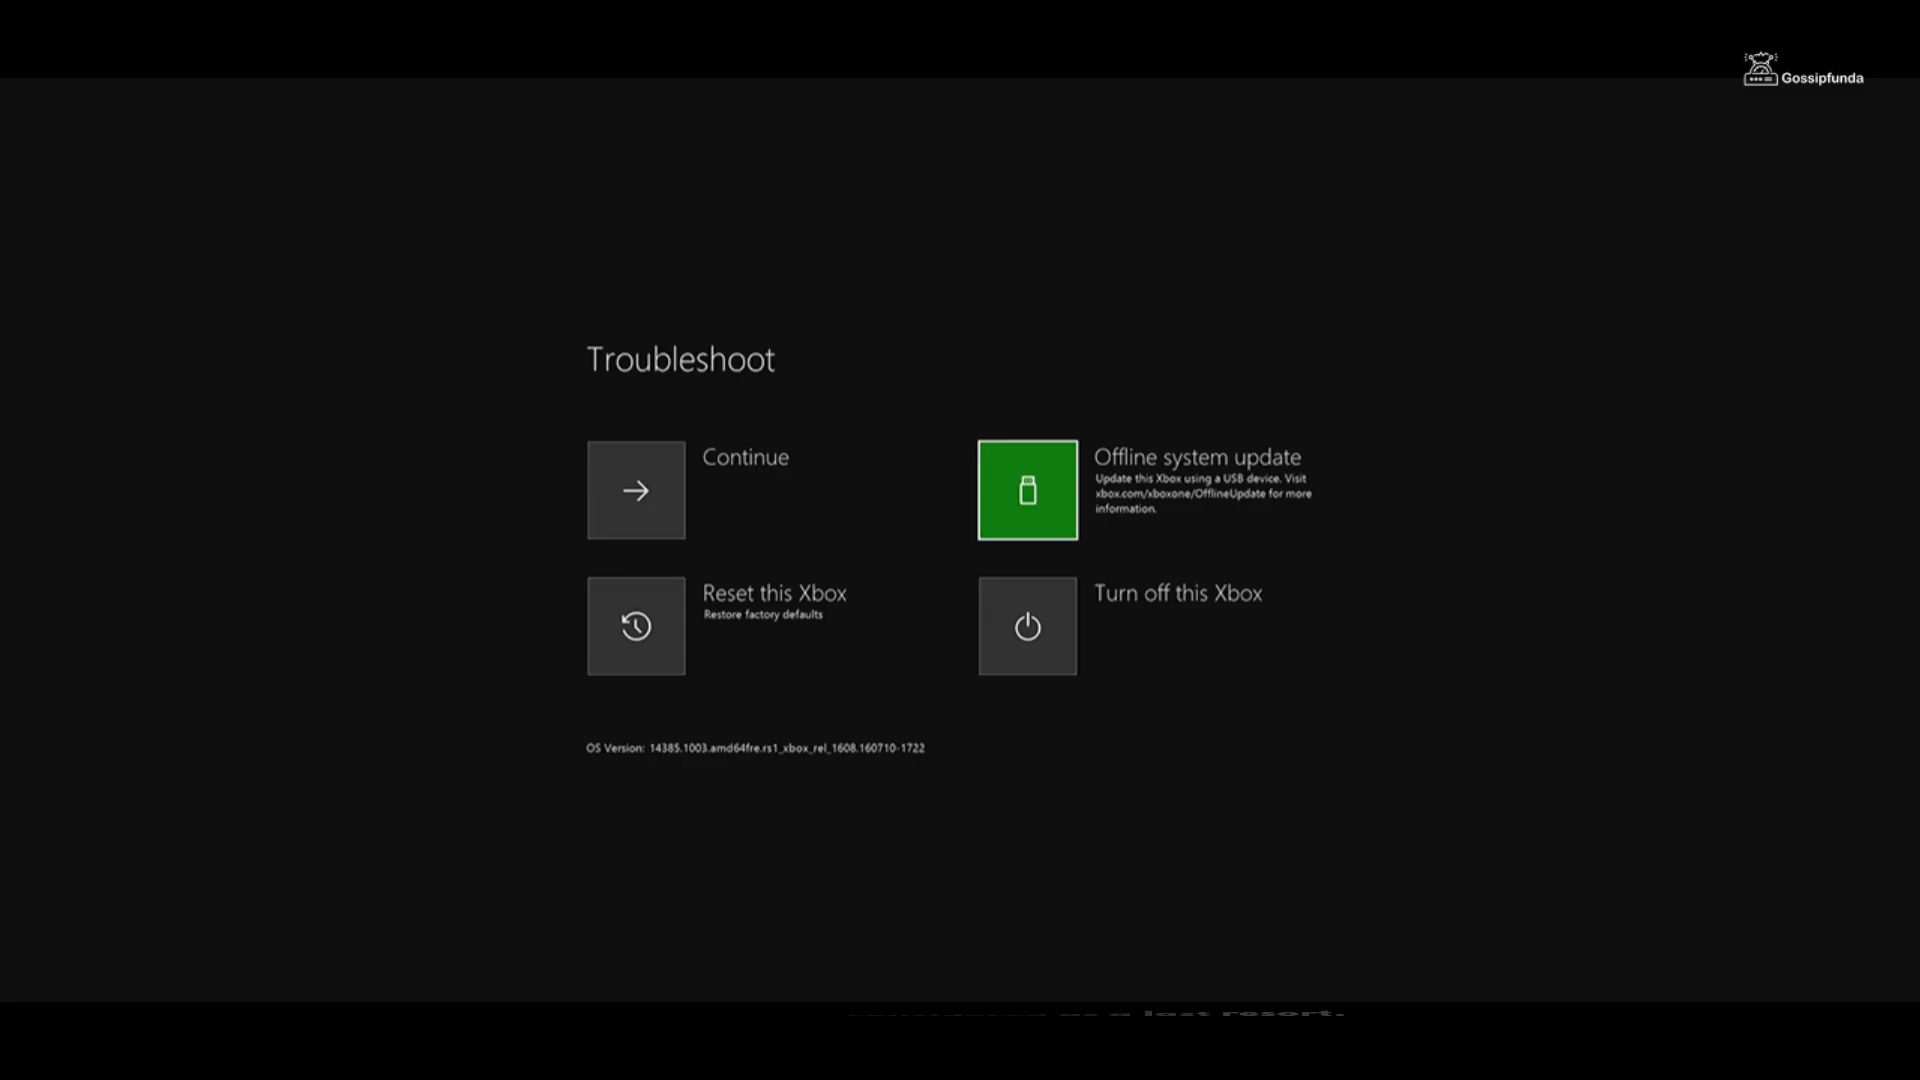 Gossipfunda
Troubleshoot
Continue
Offline system update
Update this Xbox using a USB device. Visit
xbox.com/xboxone/OfflineUpdate for more
information.
Reset this Xbox
Restore factory defaults
Turn off this Xbox
OS Version: 14385.1003.amd64fre.rs1_xbox_rel_1608.160710-1722
a last resort.